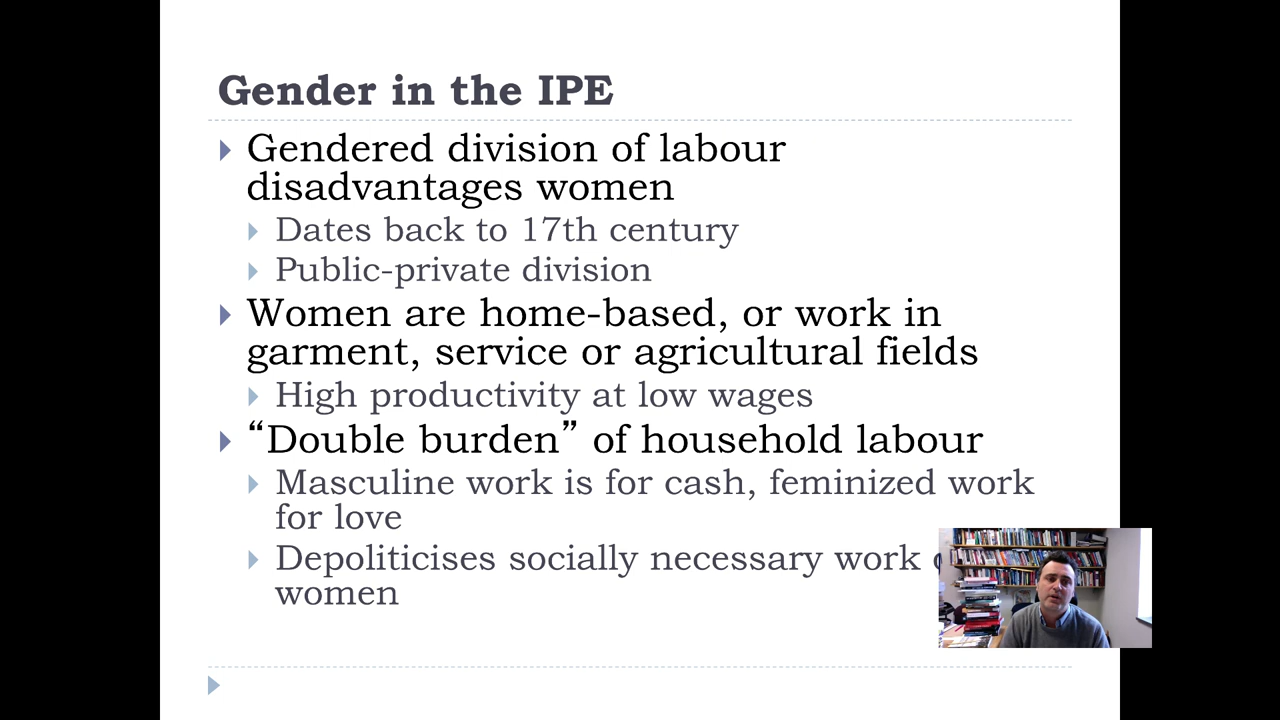 Gender in the IPE
Gendered division of labour
disadvantages women
Dates back to 17th century
Public-private division
Women are home-based, or work in
garment, service or agricultural fields
High productivity at low wages
“Double burden” of household labour
Masculine work is for cash, feminized work
for love
Depoliticises socially necessary work
women